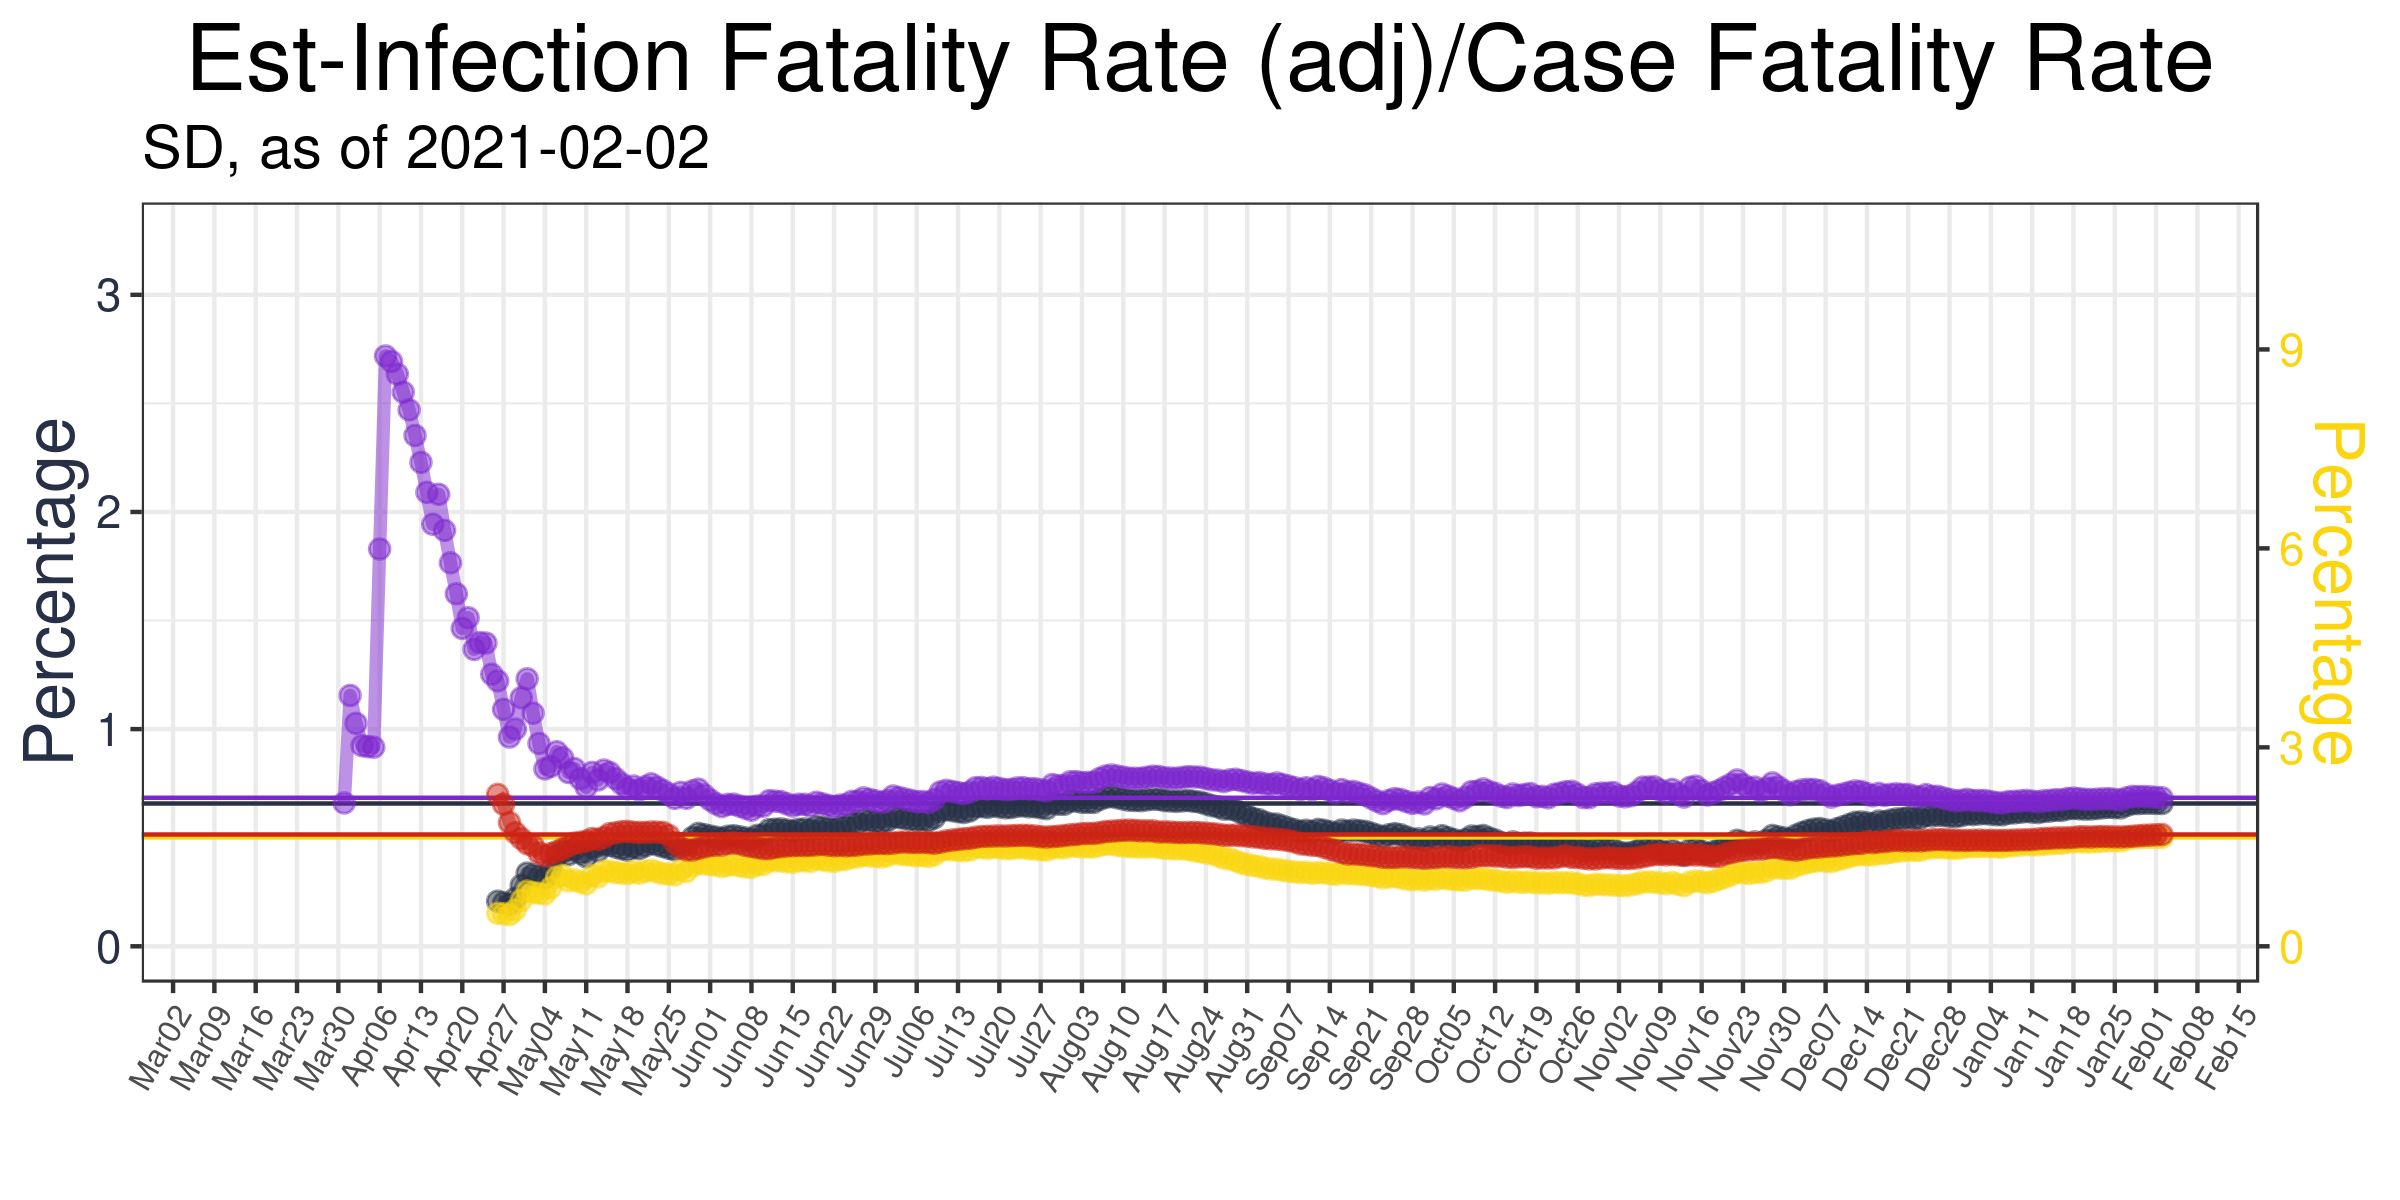 Est-Infection Fatality Rate (adj)/Case Fatality Rate
SD, as of 2021-02-02
Percentage
3
2
1
0
9
6
3
0
Percentage
Mar02
Mar09
Mar16
Mar23
Mar30
Apr06
Apr13
Apr20
Apr27
May04
May11
May18
May25
Jun01
Jun08
Jun15
Jun22
Jun29
Jul06
Jul13
Jul20
Jul27
Aug03
Aug10
Aug17
Aug24
Aug31
Sep07
Sep14
Sep21
Sep28
Oct05
Oct12
Oct19
Oct26
Nov02
Nov09
Nov16
Nov23
Nov30
Dec07
Dec14
Dec21
Dec28
Jan04
Jan11
Jan18
Jan25
Feb01
Feb08
Feb15